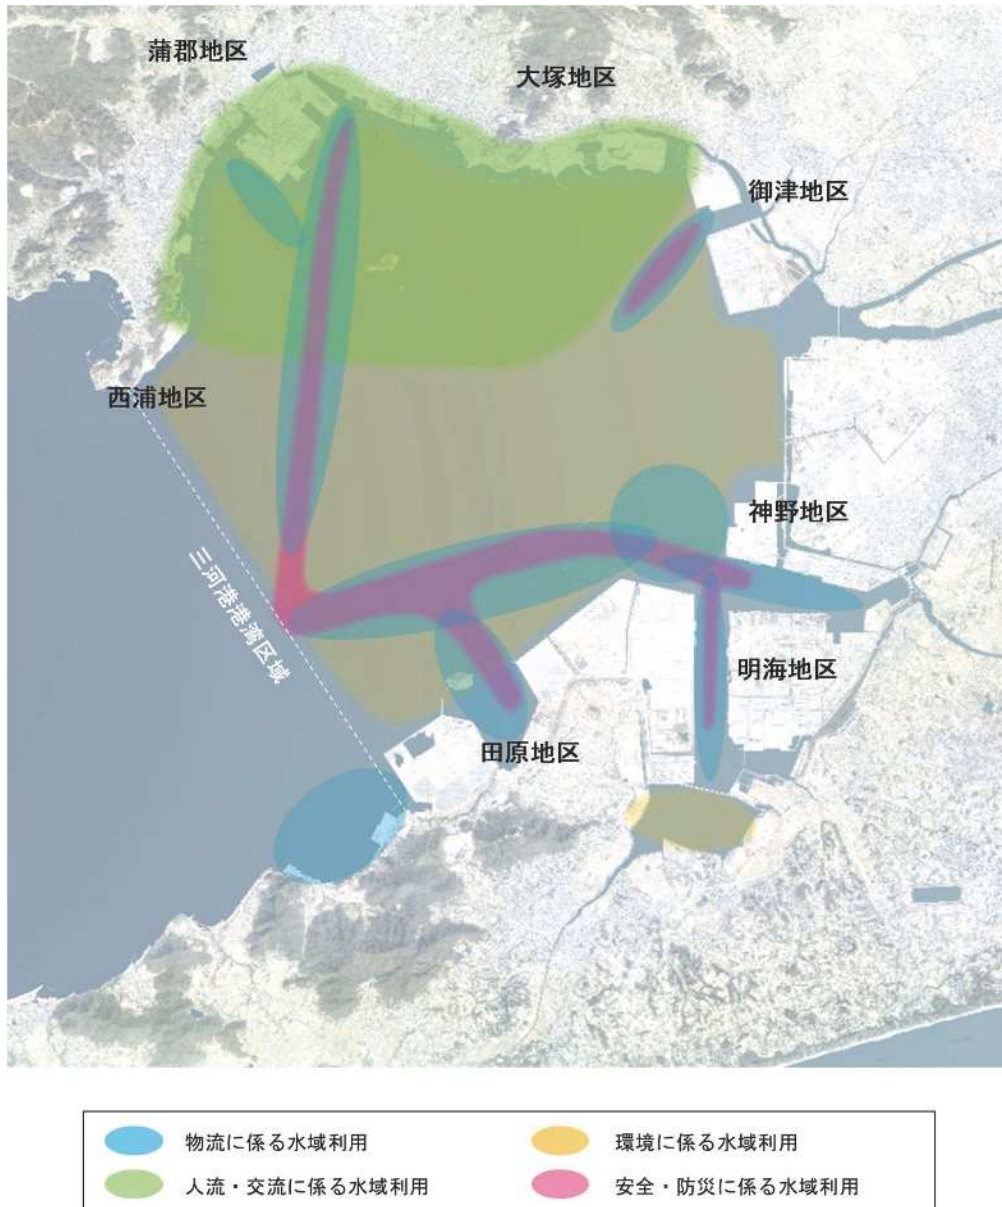 蒲郡地区
大塚地区
御津地区
西浦地区
神野地区
三河港港湾区域
明海地区
田原地区
物流に係る水域利用
環境に係る水域利用
人流・交流に係る水域利用
安全・防災に係る水域利用